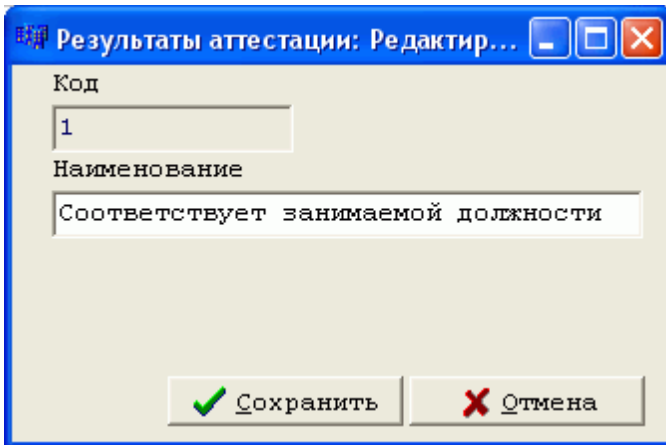 Результаты аттестации: Редактир...
Код
1
Наименование
Соответствует занимаемой должности
Сохранить
Отмена